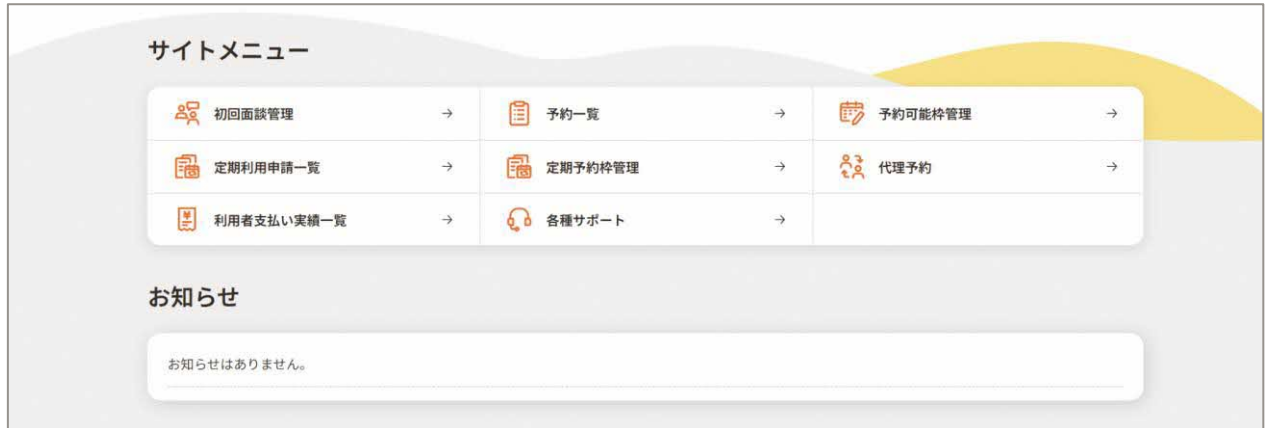 サイトメニュー
初回面談管理 → 予約一覧 → 予約可能枠管理 →
定期利用申請一覧 → 定期予約枠管理 → 代理予約 →
利用者支払い実績一覧 → 各種サポート →
お知らせ
お知らせはありません。